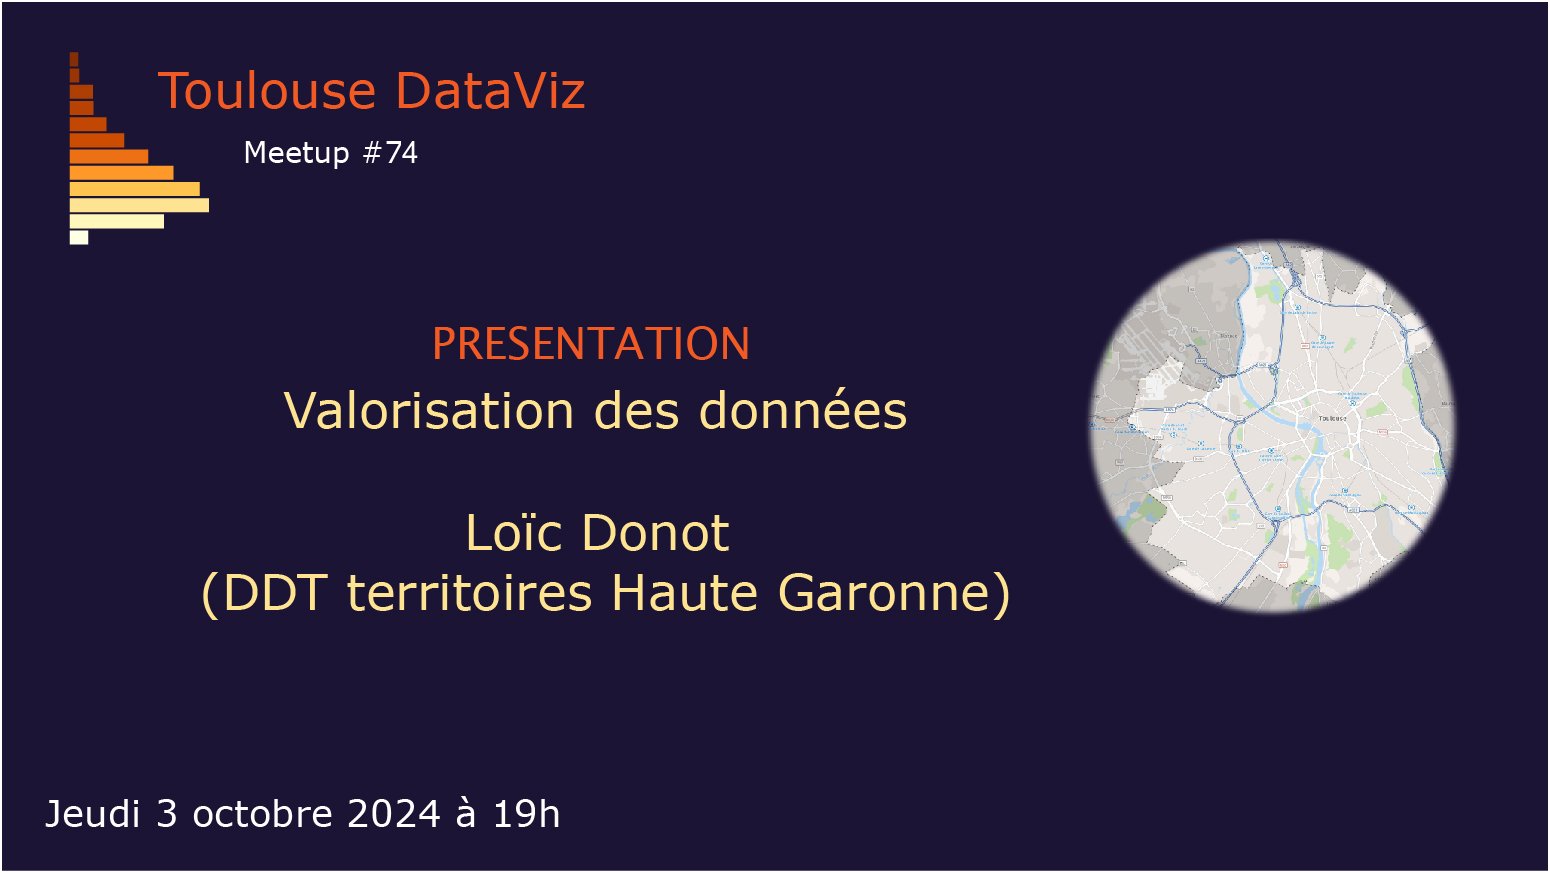 Toulouse DataViz
Meetup #74
PRESENTATION
Valorisation des données
Loïc Donot
(DDT territoires Haute Garonne)
Toulouse
Jeudi 3 octobre 2024 à 19h